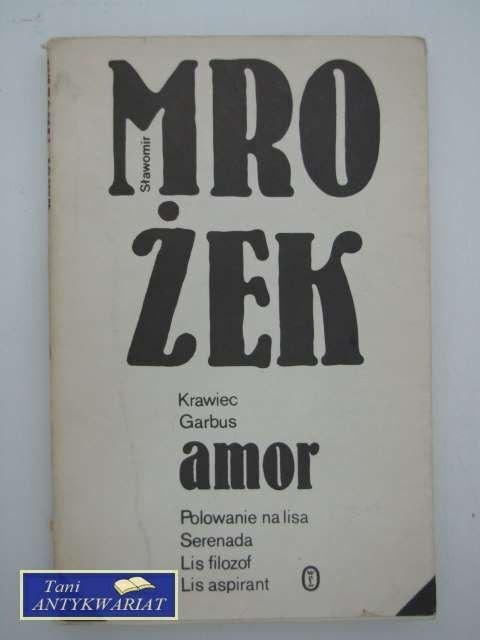 MRO
Sławomir
ŻEK
Krawiec
Garbus
amor
Polowanie na lisa
Serenada
Lis filozof
Lis aspirant
Tani
ANTYKWARIAT